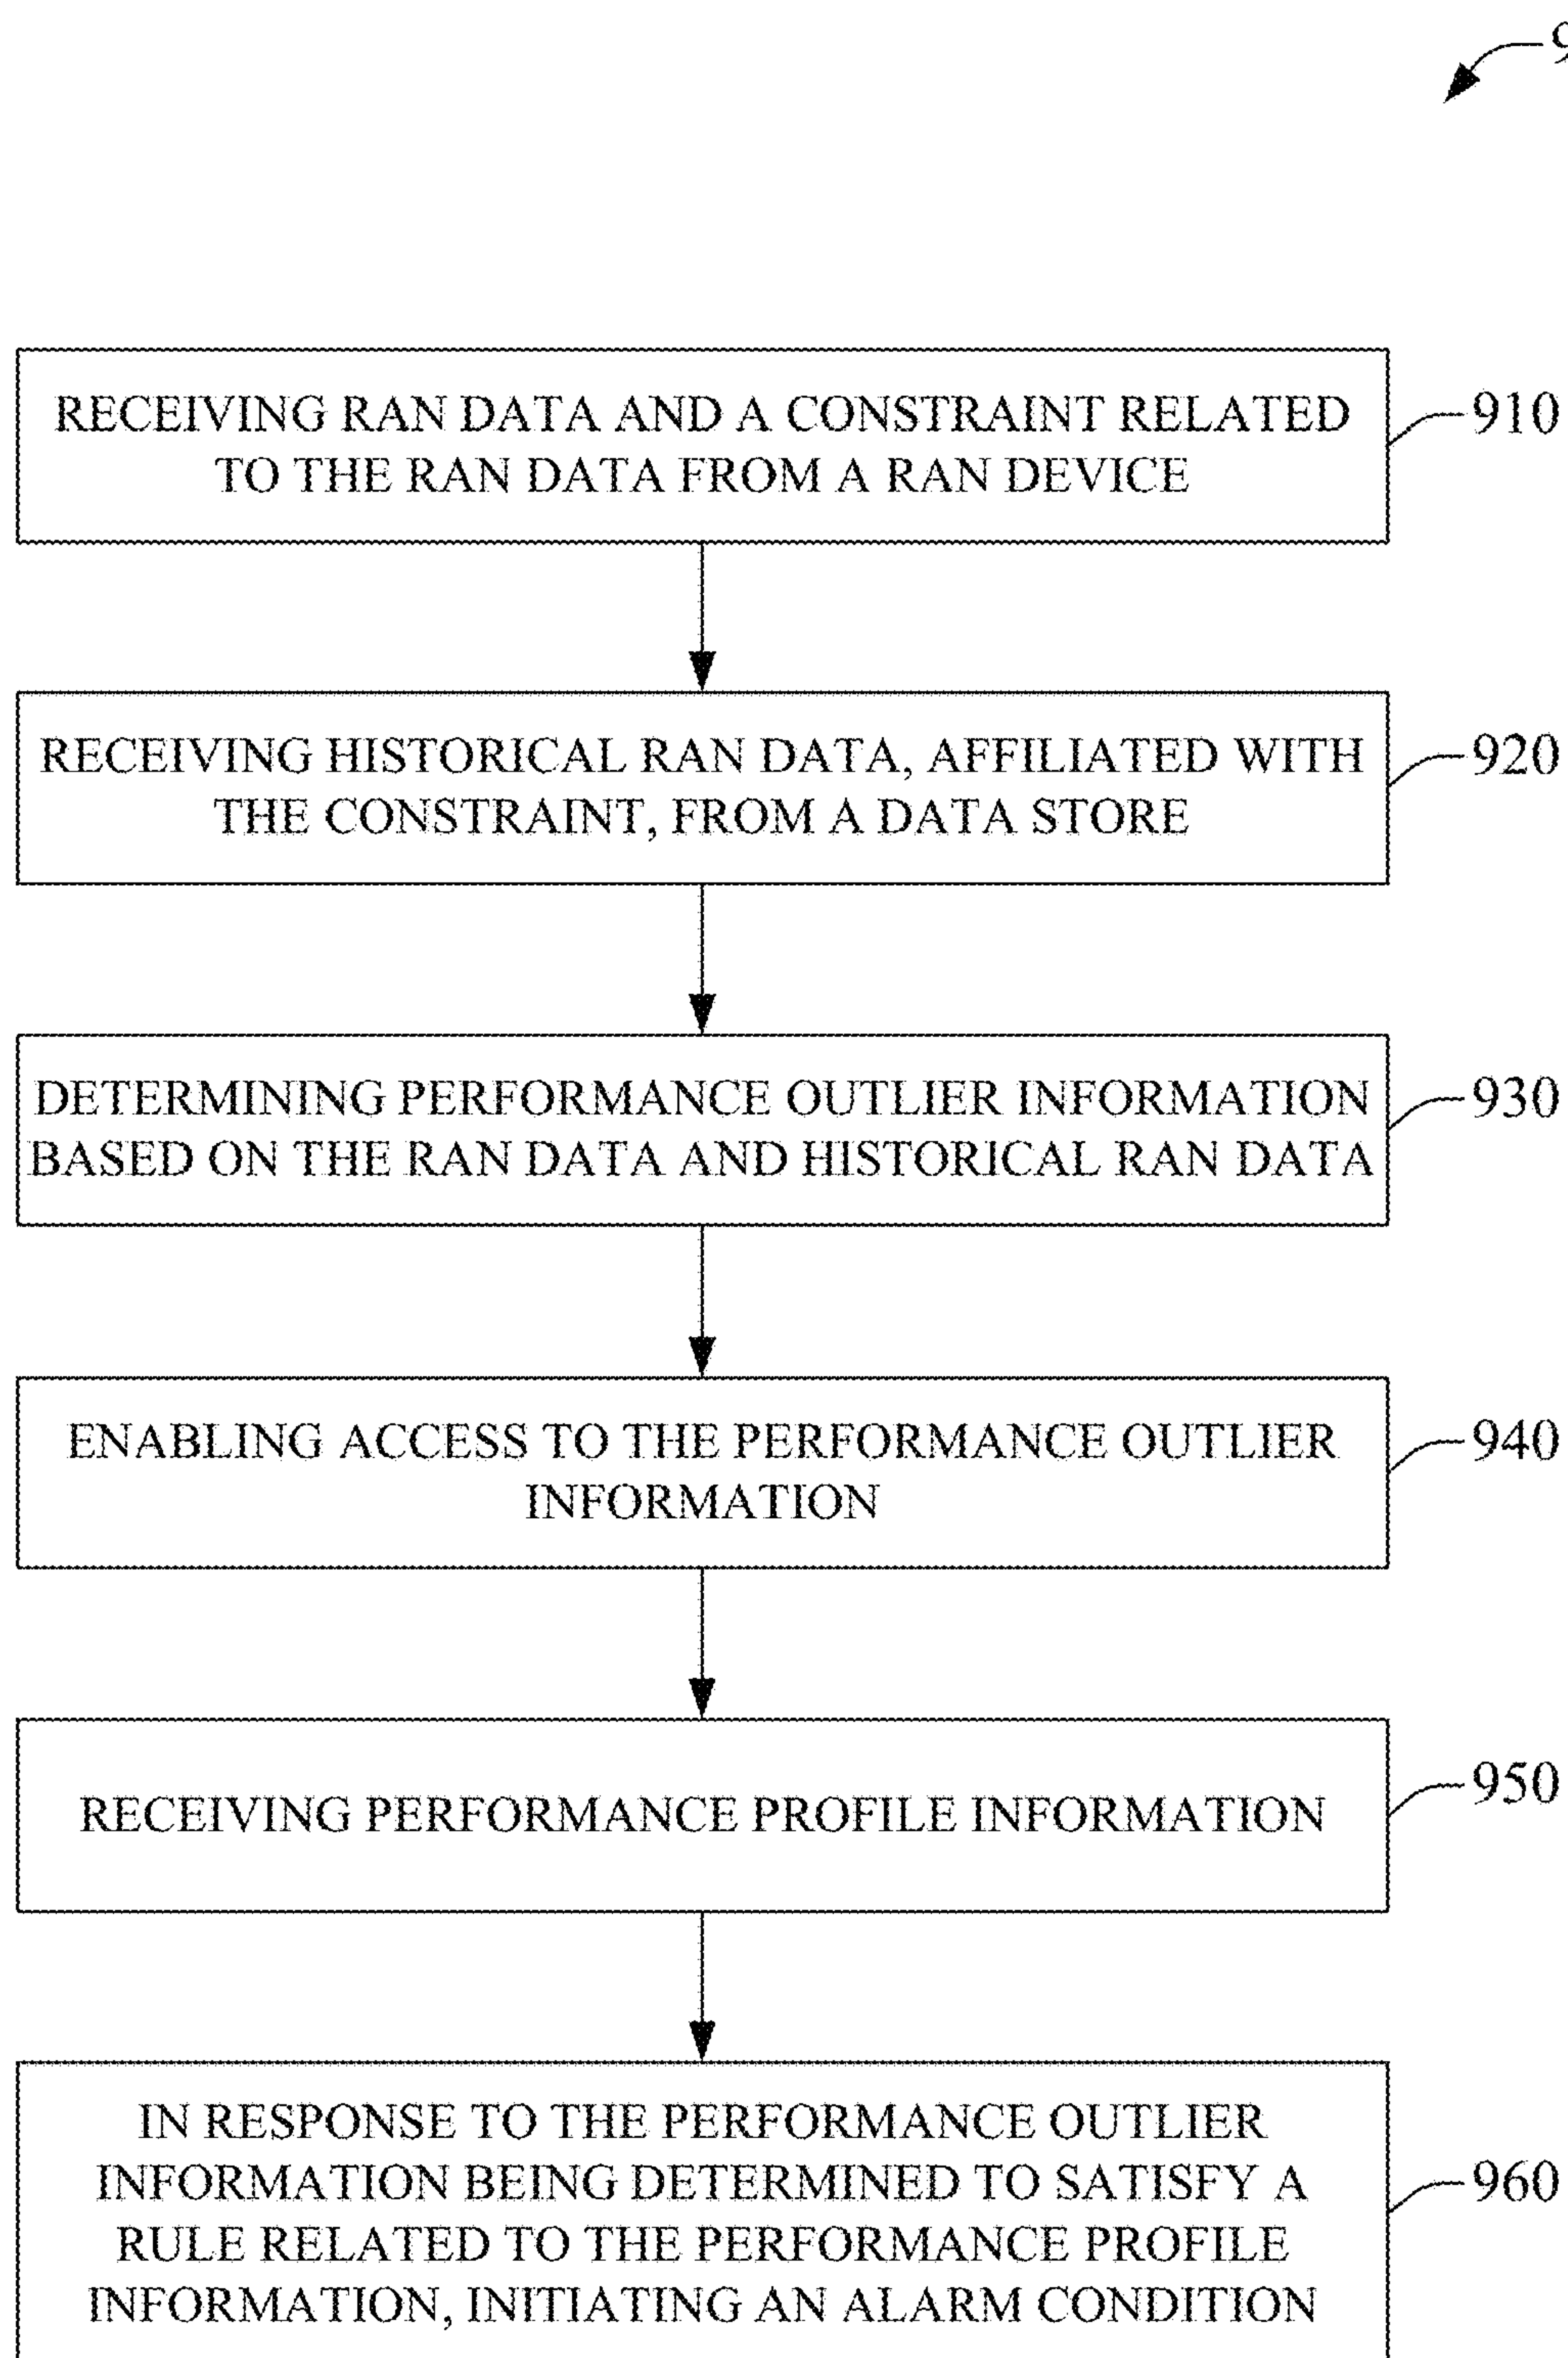 RECEIVING RAN DATA AND A CONSTRAINT RELATED
TO THE RAN DATA FROM A RAN DEVICE
910
RECEIVING HISTORICAL RAN DATA, AFFILIATED WITH
THE CONSTRAINT, FROM A DATA STORE
920
DETERMINING PERFORMANCE OUTLIER INFORMATION
BASED ON THE RAN DATA AND HISTORICAL RAN DATA
930
ENABLING ACCESS TO THE PERFORMANCE OUTLIER
INFORMATION
940
RECEIVING PERFORMANCE PROFILE INFORMATION
950
IN RESPONSE TO THE PERFORMANCE OUTLIER
INFORMATION BEING DETERMINED TO SATISFY A
RULE RELATED TO THE PERFORMANCE PROFILE
INFORMATION, INITIATING AN ALARM CONDITION
960